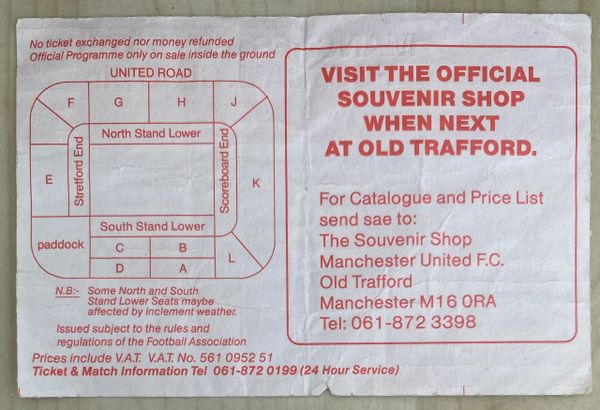 No ticket exchanged nor money refunded
Official Programme only on sale inside the ground
UNITED ROAD
F
G
H
J
North Stand Lower
Stretford End
Scoreboard End
E
K
South Stand Lower
paddock
C
B
D
A
L
N.B:- Some North and South
Stand Lower Seats maybe
affected by inclement weather.
Issued subject to the rules and
regulations of the Football Association
Prices include V.A.T. V.A.T. No. 561 0952 51
Ticket & Match Information Tel 061-872 0199 (24 Hour Service)
VISIT THE OFFICIAL
SOUVENIR SHOP
WHEN NEXT
AT OLD TRAFFORD.
For Catalogue and Price List
send sae to:
The Souvenir Shop
Manchester United F.C.
Old Trafford
Manchester M16 0RA
Tel: 061-872 3398